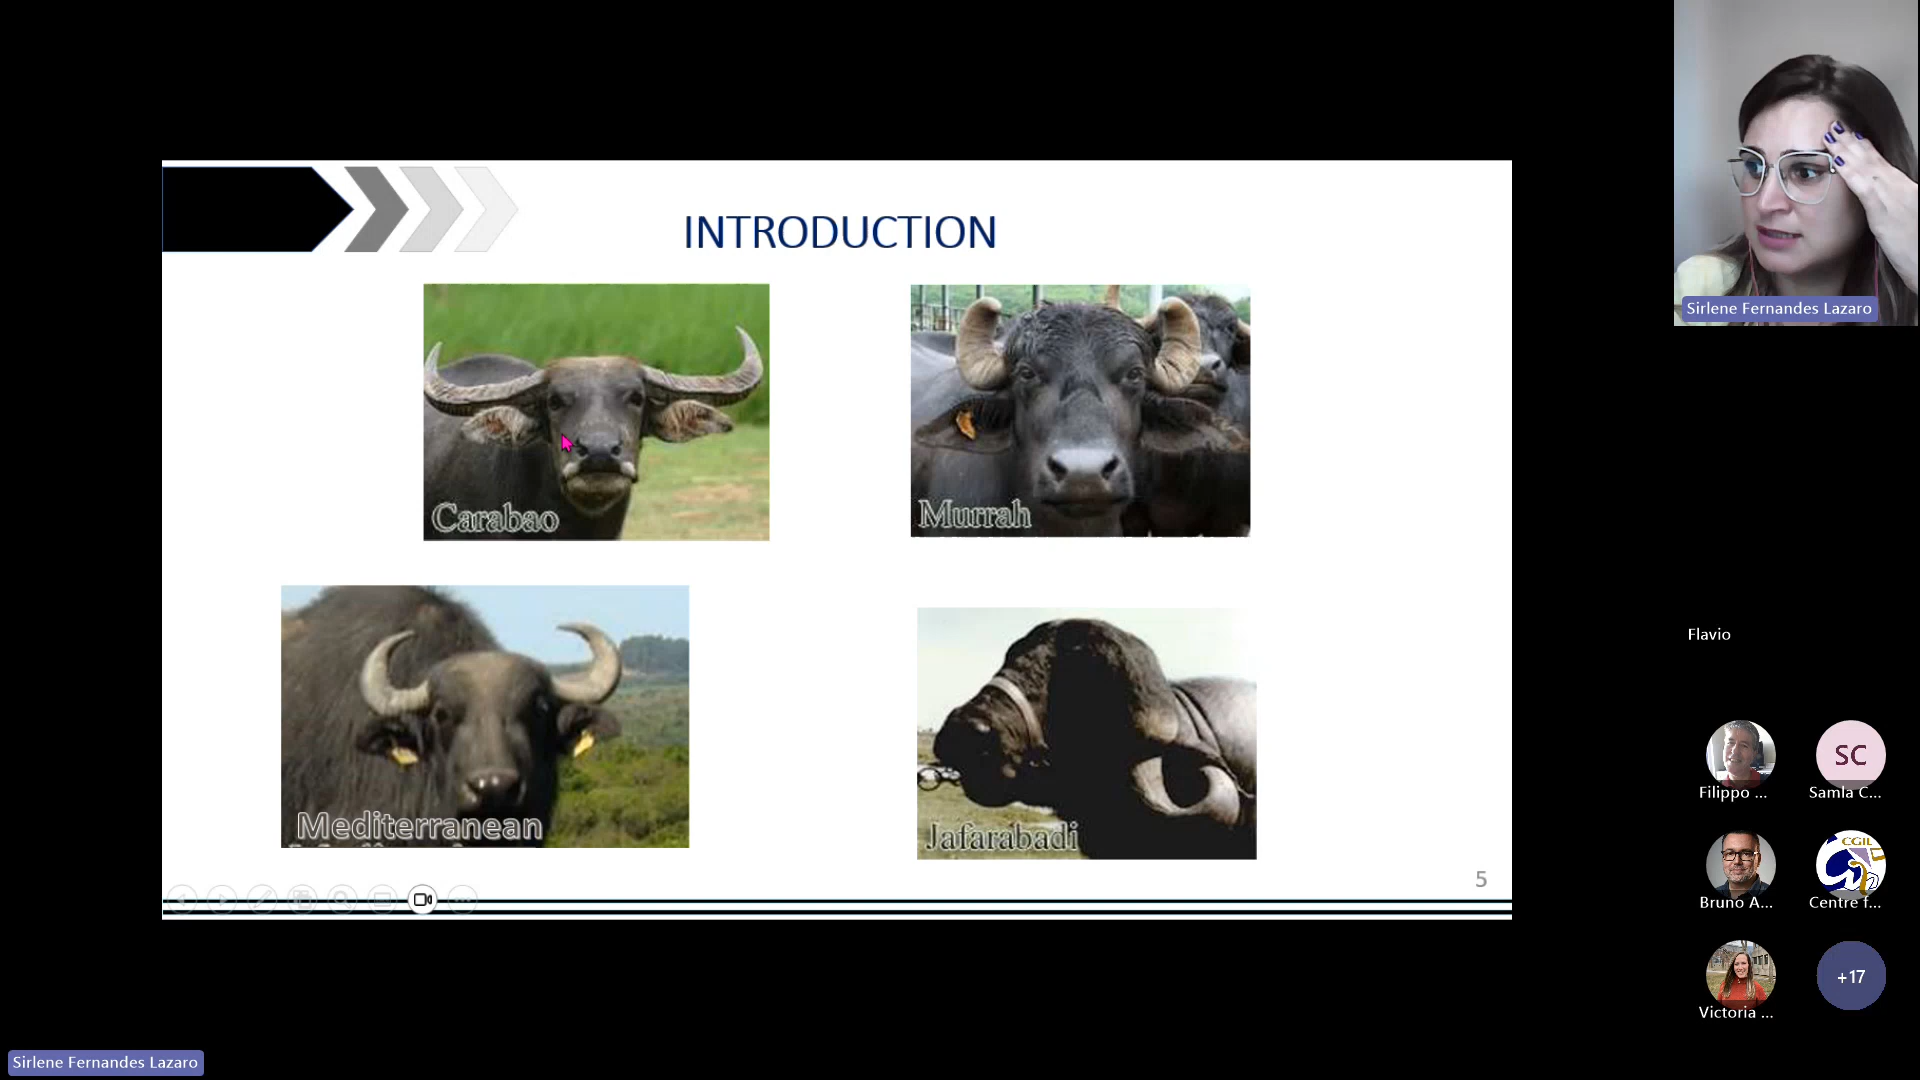 INTRODUCTION
Carabao
Murrah
Mediterranean
Jafarabadi
5
Sirlene Fernandes Lazaro
Flavio
Filippo ...
SC
Samla C...
Bruno A...
CGIL
Centre f...
Victoria ...
+17
Sirlene Fernandes Lazaro